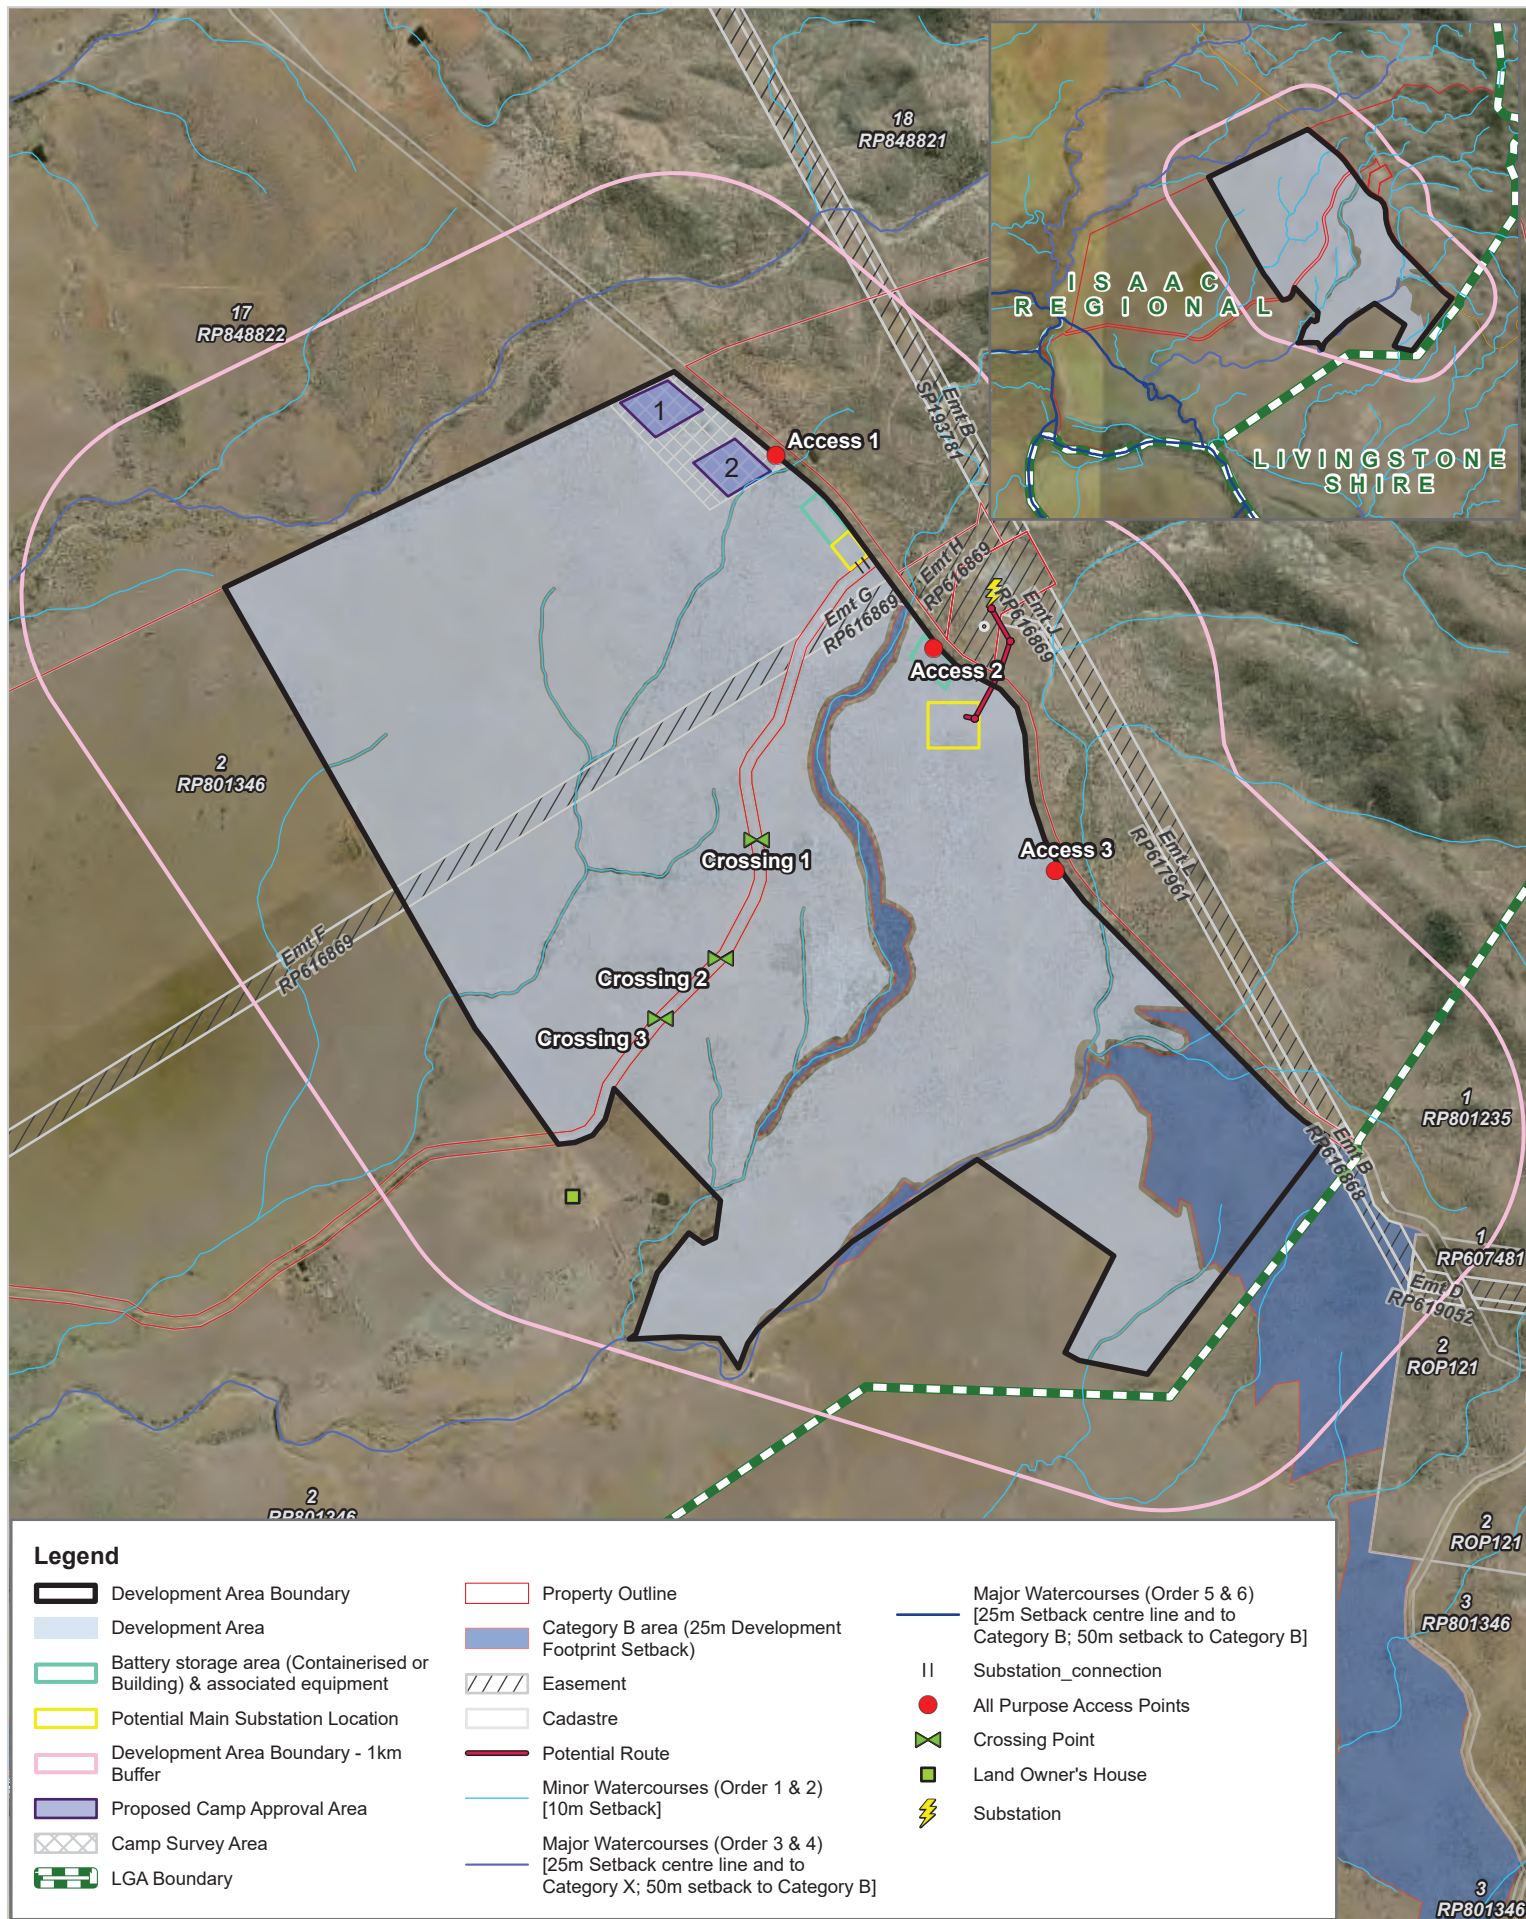 18
RP848821
17
RP848822
ISAAC
REGIONAL
LIVINGSTONE
SHIRE
1
2
Access 1
Emt B
SP193781
Emt H
RP616869
Emt G
RP616869
Emt J
RP616869
Access 2
2
RP801346
Access 3
Emt L
RP617961
Crossing 1
Emt F
RP616869
Crossing 2
Crossing 3
1
RP801235
Emt B
RP616868
1
RP607481
Emt D
RP619052
2
ROP121
2
RP801346
2
ROP121
3
RP801346
3
RP801346
Legend
Development Area Boundary
Development Area
Battery storage area (Containerised or
Building) & associated equipment
Potential Main Substation Location
Development Area Boundary - 1km
Buffer
Proposed Camp Approval Area
Camp Survey Area
LGA Boundary
Property Outline
Category B area (25m Development
Footprint Setback)
Easement
Cadastre
Potential Route
Minor Watercourses (Order 1 & 2)
[10m Setback]
Major Watercourses (Order 3 & 4)
[25m Setback centre line and to
Category X; 50m setback to Category B]
Major Watercourses (Order 5 & 6)
[25m Setback centre line and to
Category B; 50m setback to Category B]
Substation_connection
All Purpose Access Points
Crossing Point
Land Owner's House
Substation